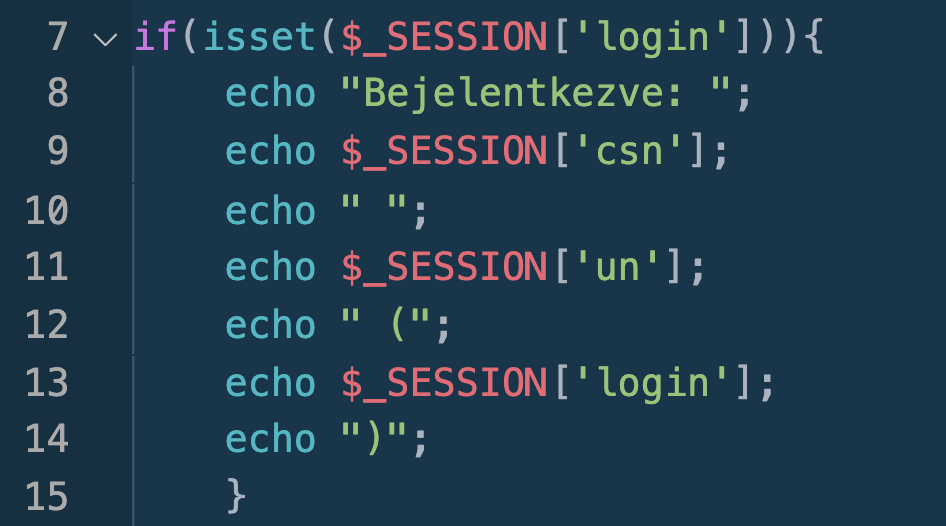 7 if(isset($_SESSION['login'])){
8 echo "Bejelentkezve: ";
9 echo $_SESSION['csn'];
10 echo " ";
11 echo $_SESSION['un'];
12 echo " (";
13 echo $_SESSION['login'];
14 echo ")";
15 }